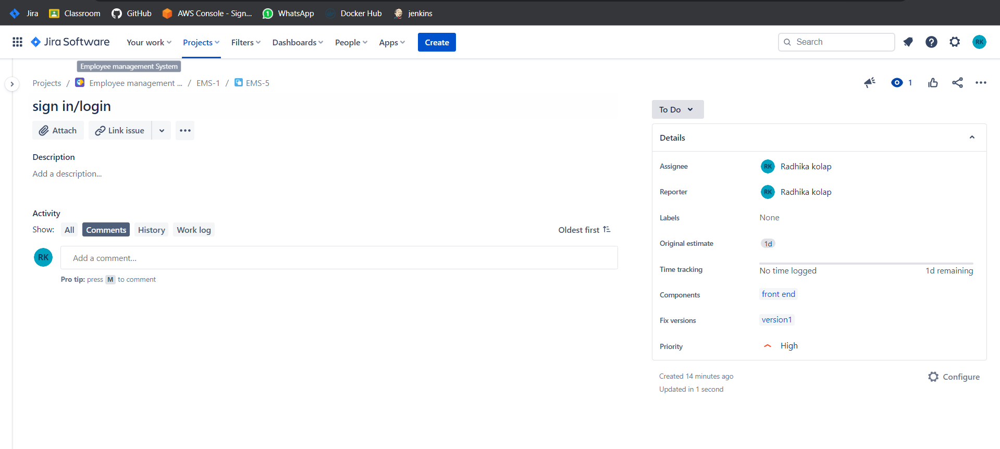 Jira Classroom GitHub AWS Console - Sign... 1 WhatsApp Docker Hub jenkins
Jira Software Your work Projects Filters Dashboards People Apps Create Search ? RK
Employee management System
Projects / Employee management ... / EMS-1 / EMS-5
1
sign in/login
To Do
Attach Link issue
Details
Description
Add a description...
Assignee RK Radhika kolap
Reporter RK Radhika kolap
Activity
Labels None
Show: All Comments History Work log Oldest first
Original estimate 1d
RK Add a comment...
Time tracking No time logged 1d remaining
Pro tip: press M to comment
Components front end
Fix versions version1
Priority High
Created 14 minutes ago Configure
Updated in 1 second